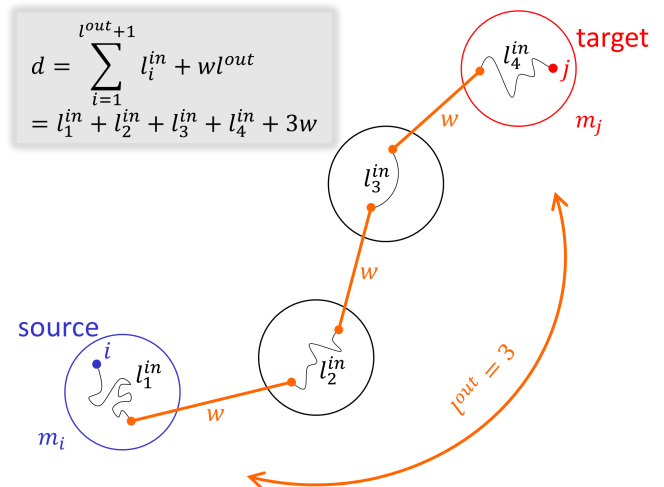 d = \sum_{i=1}^{l^{out}+1} l_i^{in} + wl^{out}
= l_1^{in} + l_2^{in} + l_3^{in} + l_4^{in} + 3w
target
l_4^{in}
j
w
m_j
l_3^{in}
w
source
i
l_1^{in}
l_2^{in}
w
m_i
l^{out} = 3